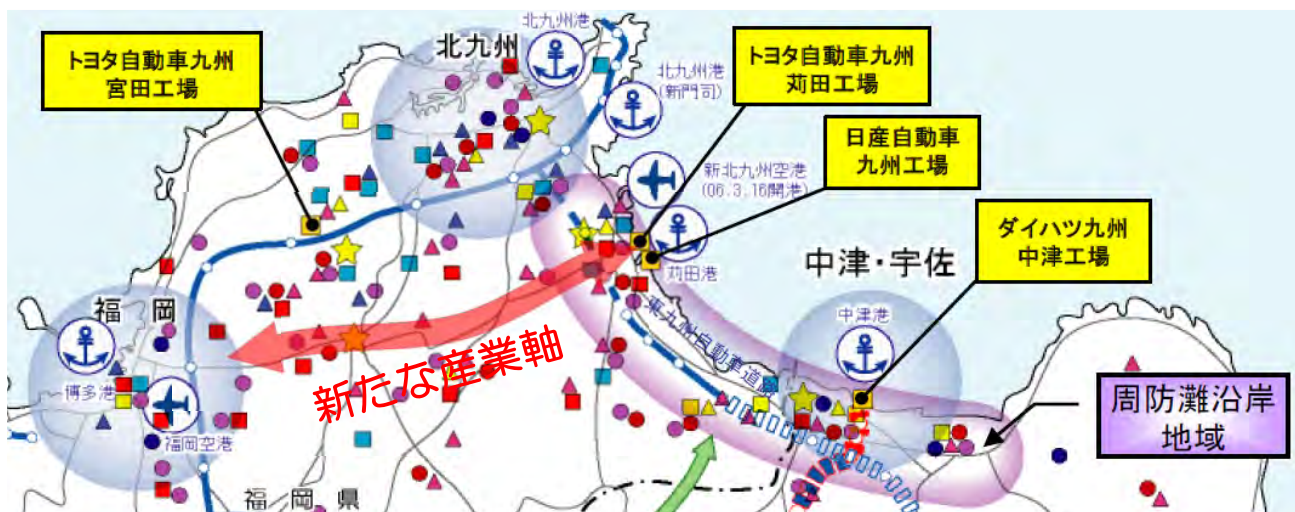 北九州港
トヨタ自動車九州
宮田工場
北九州
北九州港
(新門司)
トヨタ自動車九州
苅田工場
日産自動車
九州工場
新北九州空港
(06.3.16開港)
ダイハツ九州
中津工場
苅田港
中津・宇佐
福岡
中津港
東九州自動車道
博多港
新たな産業軸
周防灘沿岸
地域
福岡空港
福岡県